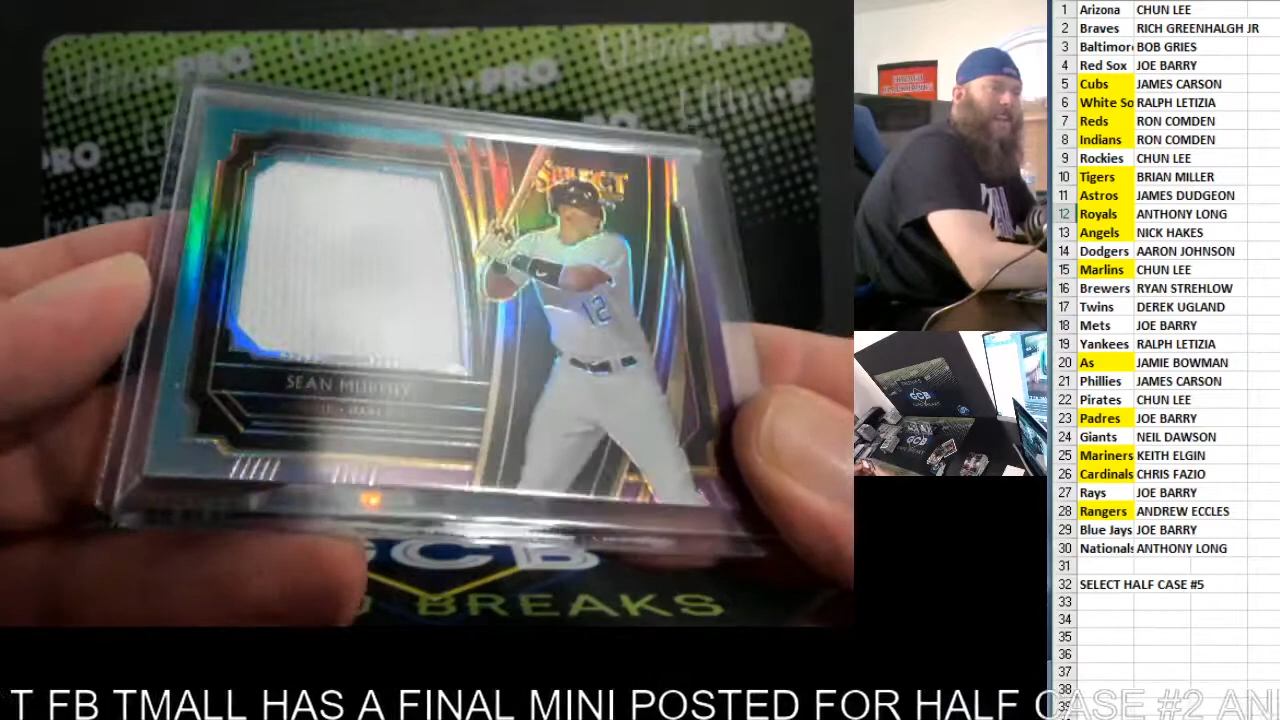 PRO
PRO
PRO
PRO
SELECT
12
SEAN MURPHY
GCB
BREAKS
GCB
GCB
1 Arizona CHUN LEE
2 Braves RICH GREENHALGH JR
3 Baltimore BOB GRIES
4 Red Sox JOE BARRY
5 Cubs JAMES CARSON
6 White So RALPH LETIZIA
7 Reds RON COMDEN
8 Indians RON COMDEN
9 Rockies CHUN LEE
10 Tigers BRIAN MILLER
11 Astros JAMES DUDGEON
12 Royals ANTHONY LONG
13 Angels NICK HAKES
14 Dodgers AARON JOHNSON
15 Marlins CHUN LEE
16 Brewers RYAN STREHLOW
17 Twins DEREK UGLAND
18 Mets JOE BARRY
19 Yankees RALPH LETIZIA
20 As JAMIE BOWMAN
21 Phillies JAMES CARSON
22 Pirates CHUN LEE
23 Padres JOE BARRY
24 Giants NEIL DAWSON
25 Mariners KEITH ELGIN
26 Cardinals CHRIS FAZIO
27 Rays JOE BARRY
28 Rangers ANDREW ECCLES
29 Blue Jays JOE BARRY
30 Nationals ANTHONY LONG
31
32 SELECT HALF CASE #5
33
34
35
36
37
38
39
T FB TMALL HAS A FINAL MINI POSTED FOR HALF CASE #2 AN